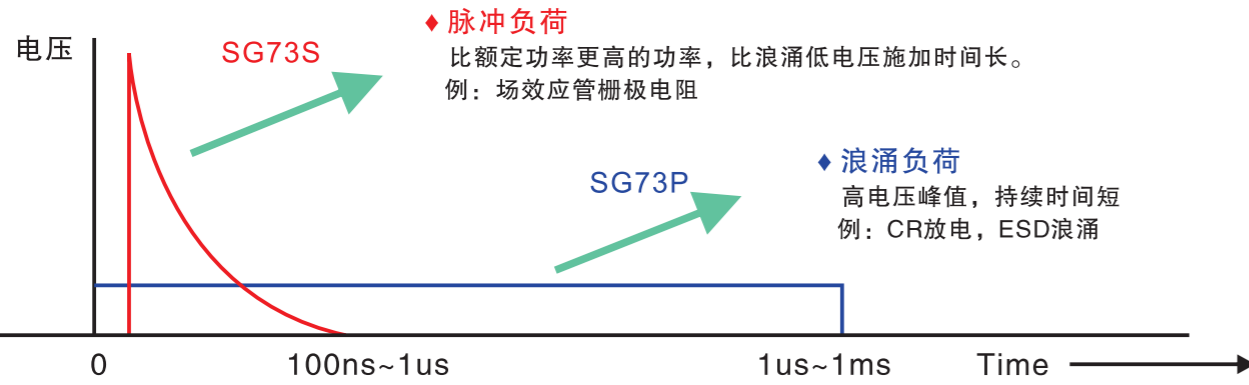 ♦ 脉冲负荷
电压
SG73S
比额定功率更高的功率，比浪涌低电压施加时间长。
例：场效应管栅极电阻
♦ 浪涌负荷
SG73P
高电压峰值，持续时间短
例：CR放电，ESD浪涌
0
100ns~1us
1us~1ms
Time